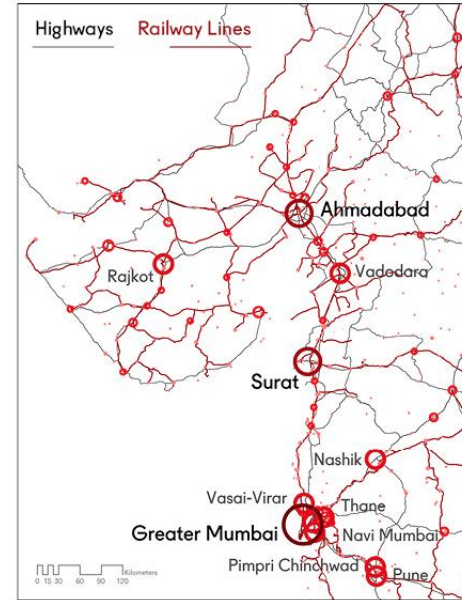 Highways Railway Lines
Ahmadabad
Rajkot
Vadodara
Surat
Nashik
Vasai-Virar
Thane
Greater Mumbai
Navi Mumbai
Pimpri Chinchwad
Pune
Kilometers
0 15 30 60 90 120